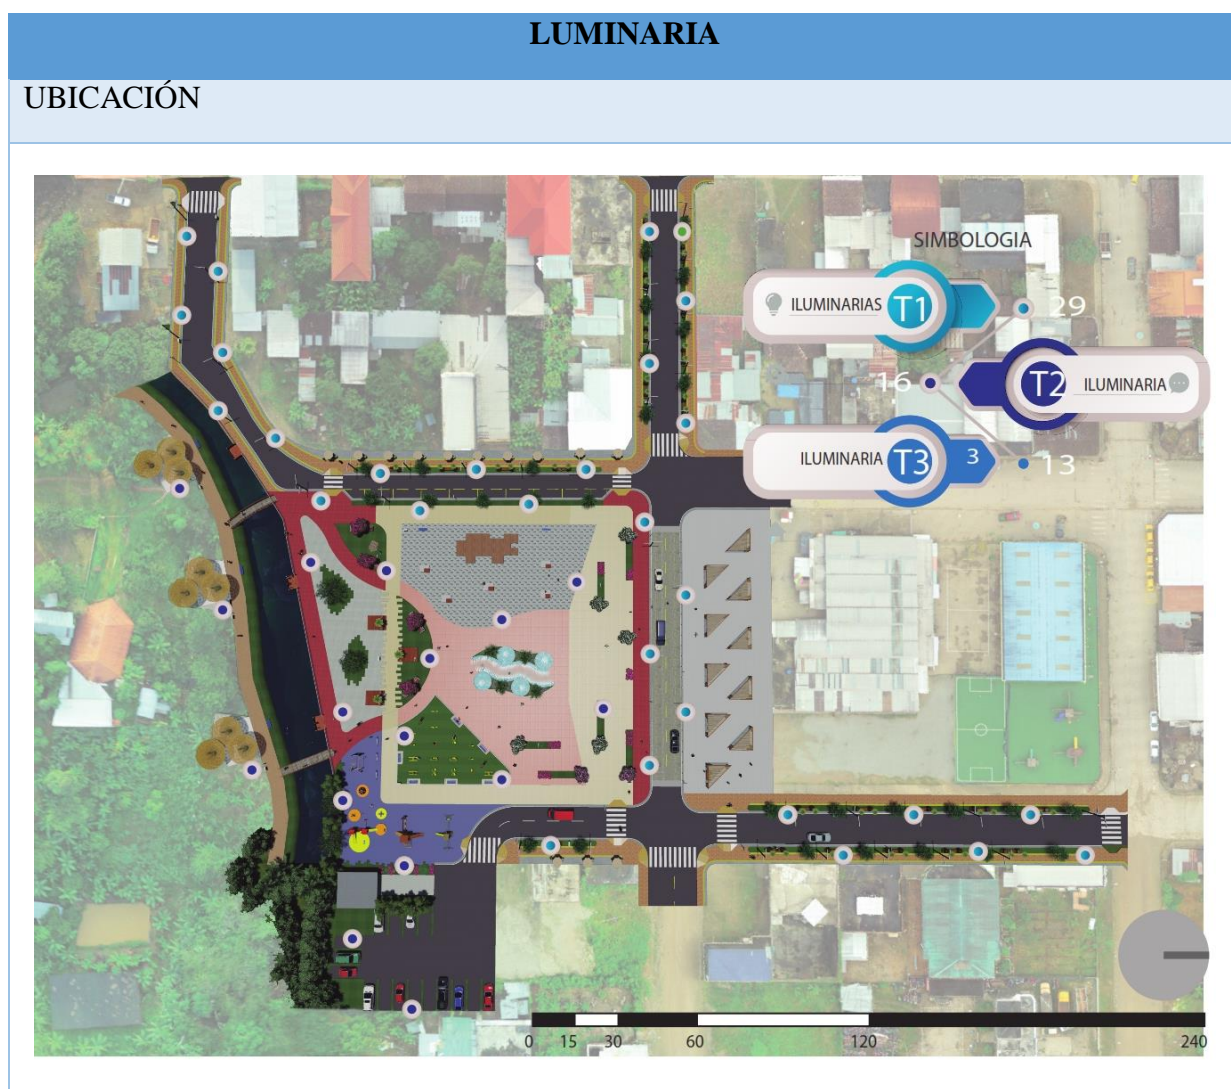 LUMINARIA
UBICACIÓN
SIMBOLOGIA
ILUMINARIAS T1 29
16 T2 ILUMINARIA
ILUMINARIA T3 3 13
0 15 30 60 120 240